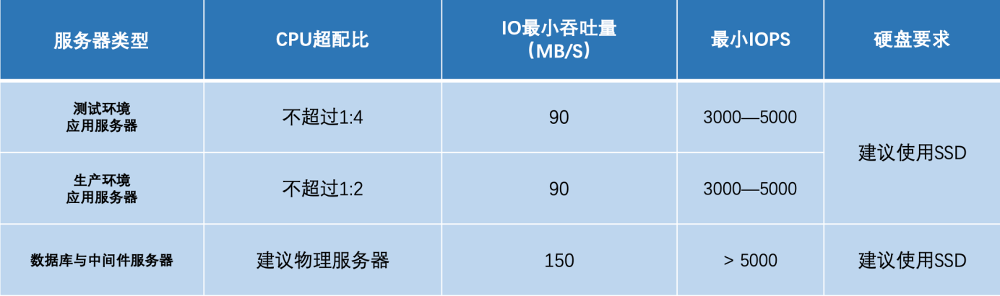 服务器类型
CPU超配比
IO最小吞吐量
（MB/S）
最小IOPS
硬盘要求
测试环境
应用服务器
不超过1:4
90
3000—5000
建议使用SSD
生产环境
应用服务器
不超过1:2
90
3000—5000
数据库与中间件服务器
建议物理服务器
150
> 5000
建议使用SSD